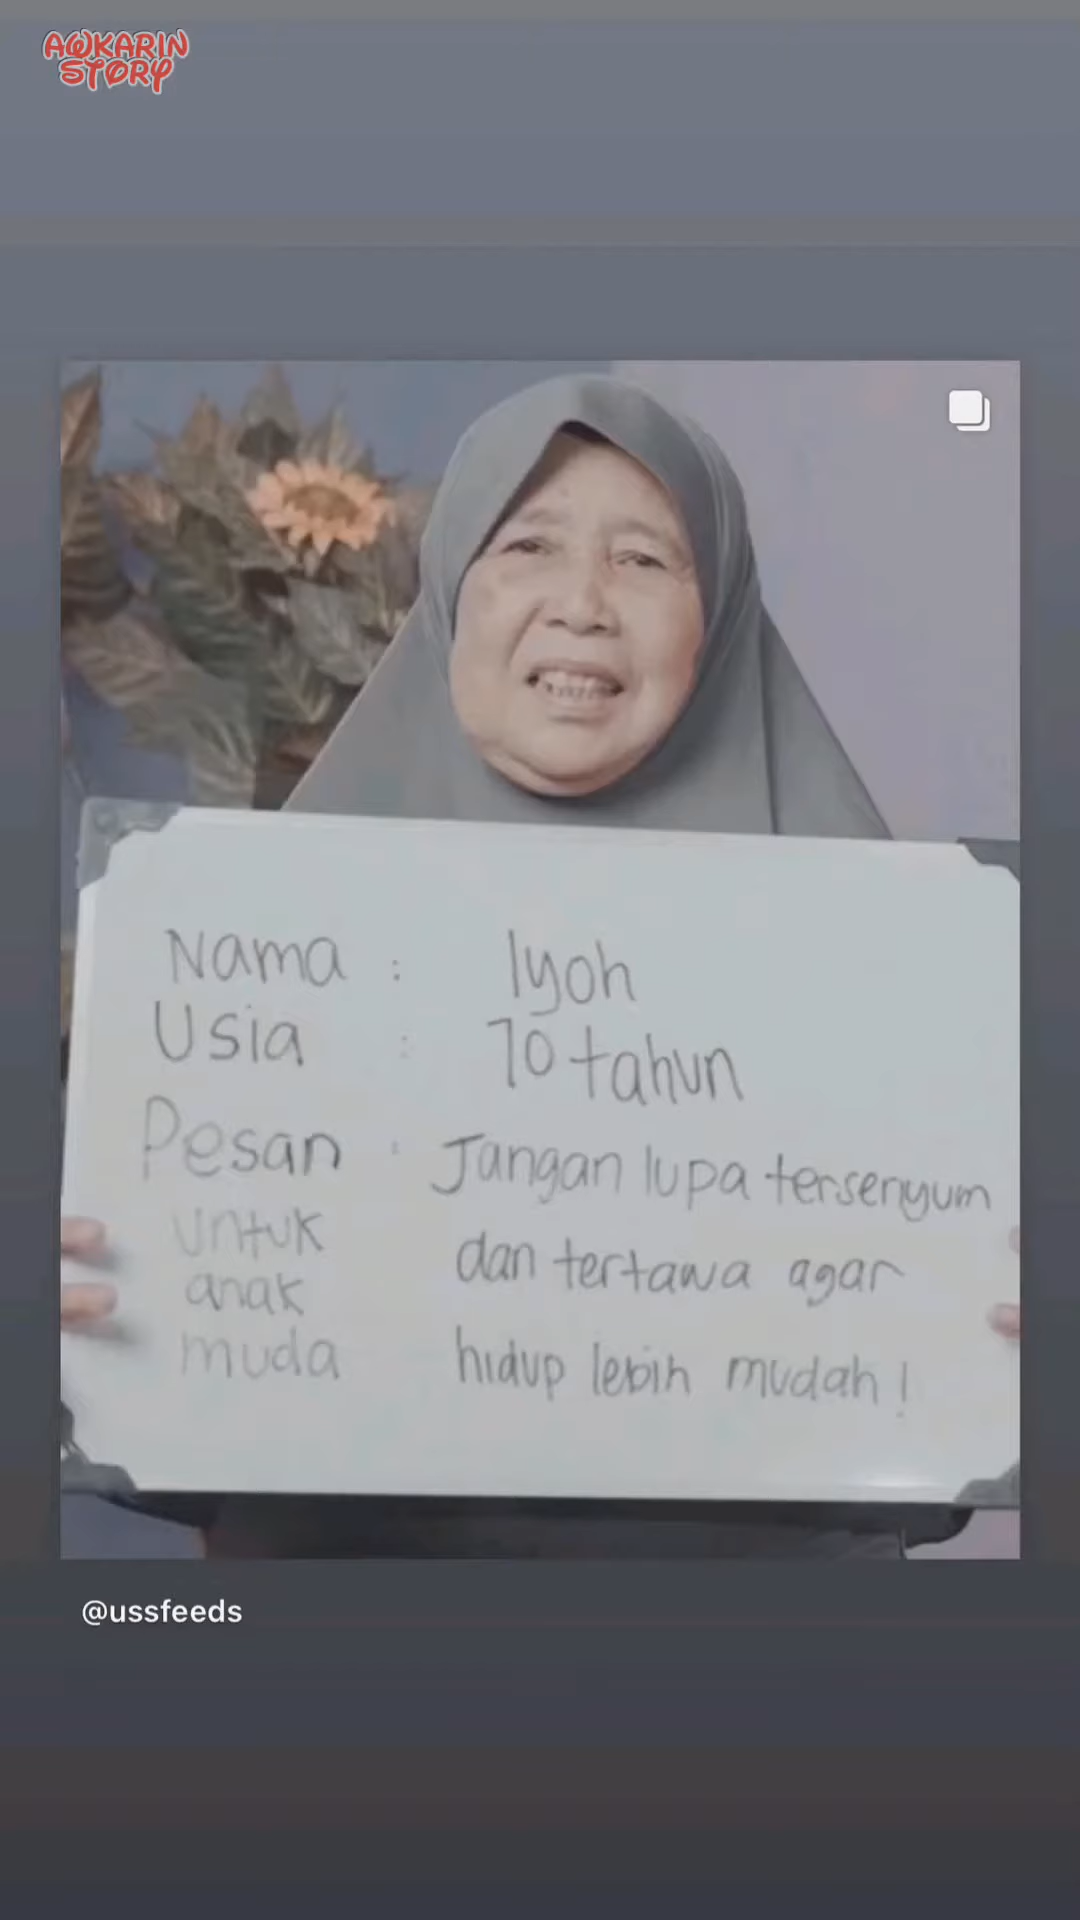 AWKARIN
STORY
Nama : Iyoh
Usia : 70 tahun
Pesan : Jangan lupa tersenyum
untuk dan tertawa agar
anak
muda hidup lebih mudah!
@ussfeeds